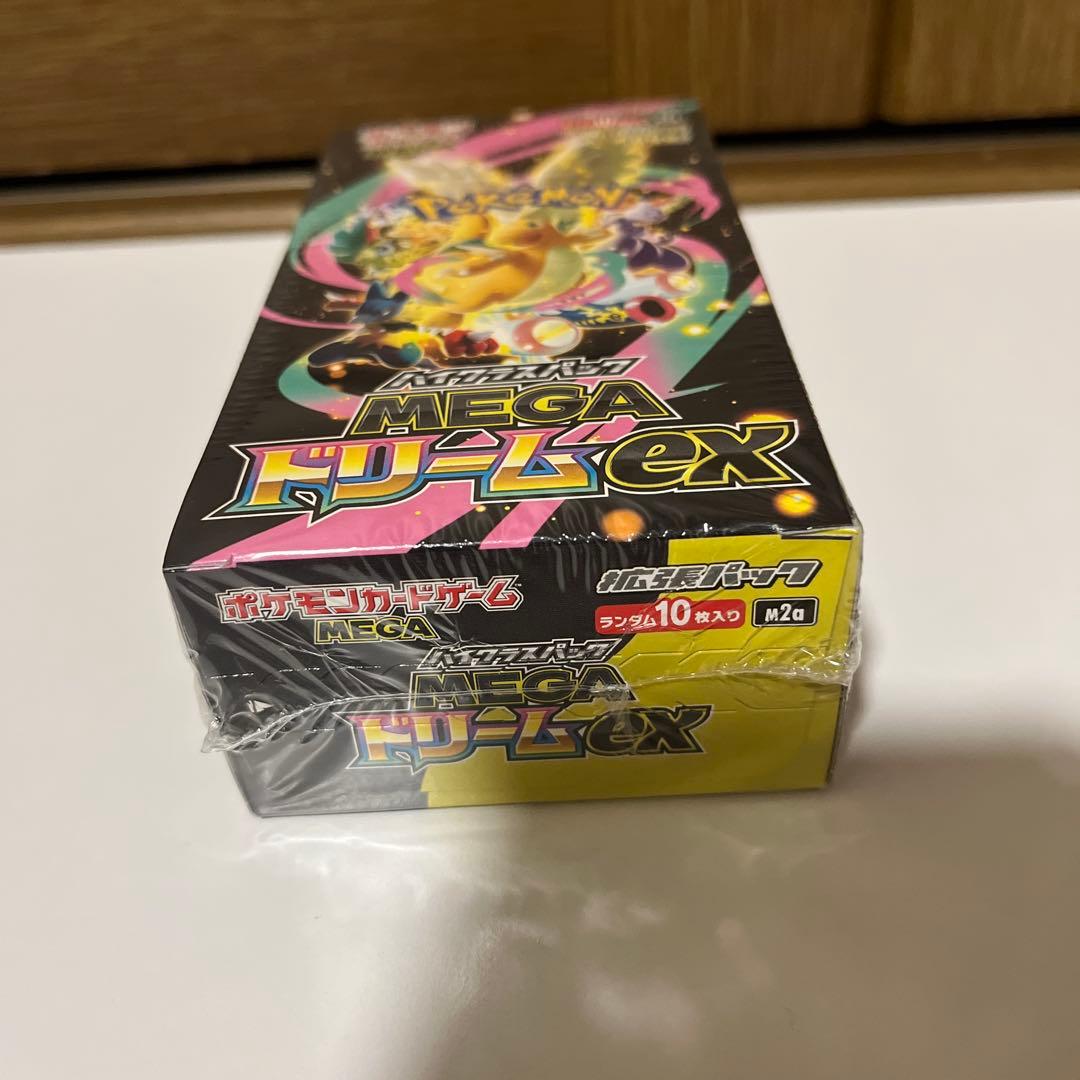 Pokémon
ハイクラスパック
MEGA
ドリームex
ポケモンカードゲーム
MEGA
拡張パック
ランダム10枚入り
M2a
ハイクラスパック
MEGA
ドリームex